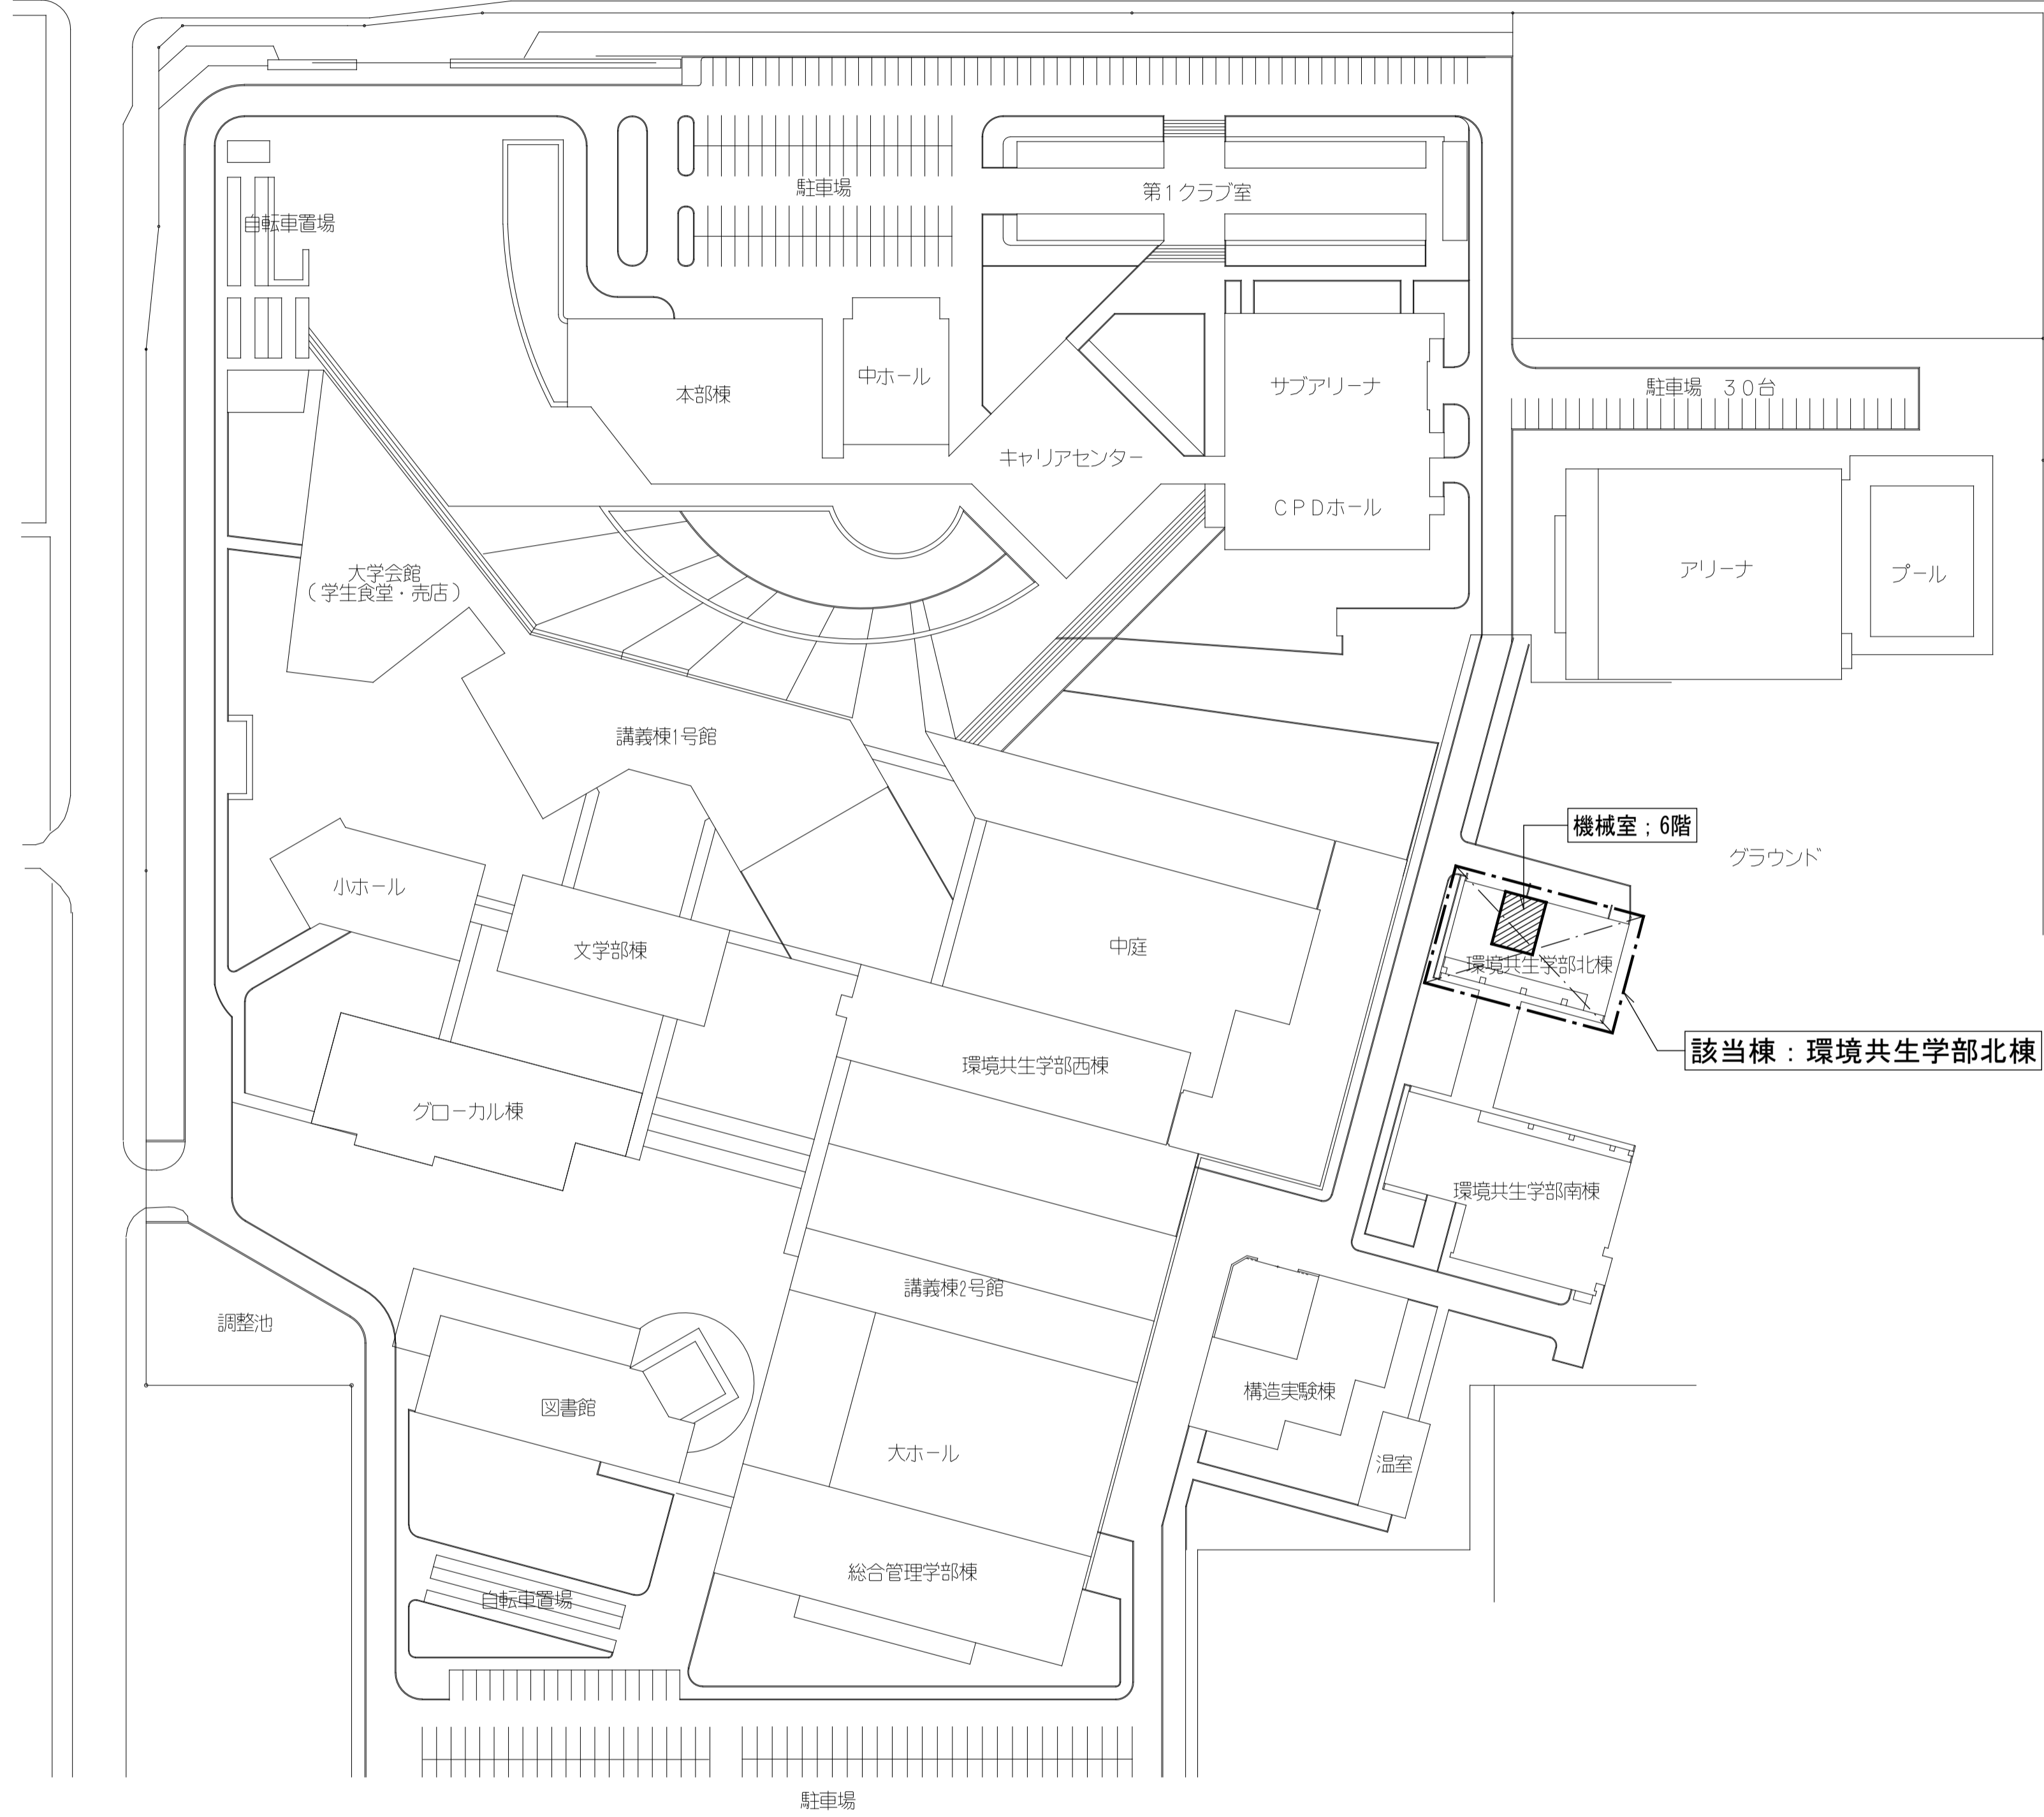 駐車場
第1クラブ室
自転車置場
中ホール
本部棟
サブアリーナ
駐車場 30台
キャリアセンター
CPDホール
アリーナ
プール
大学会館
(学生食堂・売店)
講義棟1号館
機械室;6階
グラウンド
小ホール
文学部棟
中庭
環境共生学部北棟
該当棟:環境共生学部北棟
環境共生学部西棟
グローカル棟
環境共生学部南棟
講義棟2号館
調整池
構造実験棟
図書館
大ホール
温室
総合管理学部棟
自転車置場
駐車場